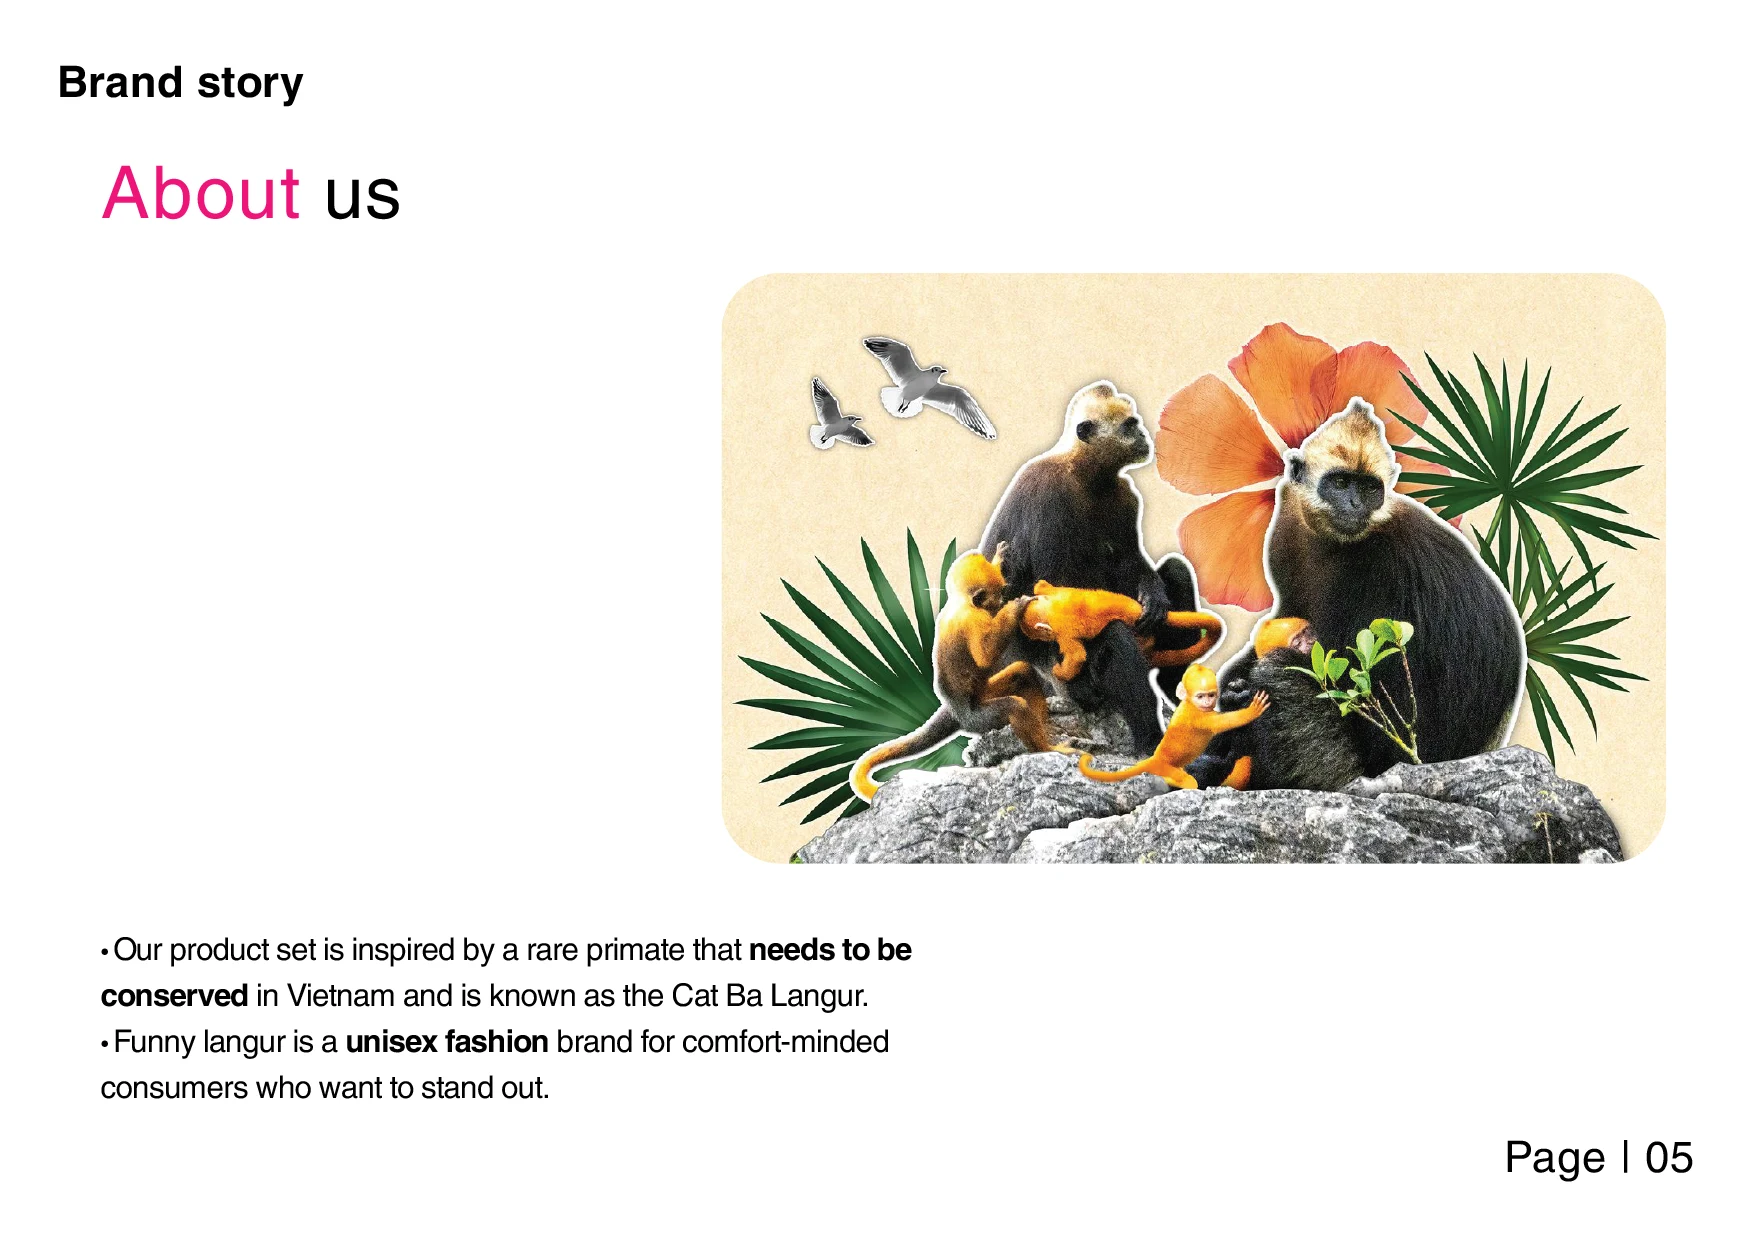 Brand story
About us
• Our product set is inspired by a rare primate that needs to be
conserved in Vietnam and is known as the Cat Ba Langur.
• Funny langur is a unisex fashion brand for comfort-minded
consumers who want to stand out.
Page | 05